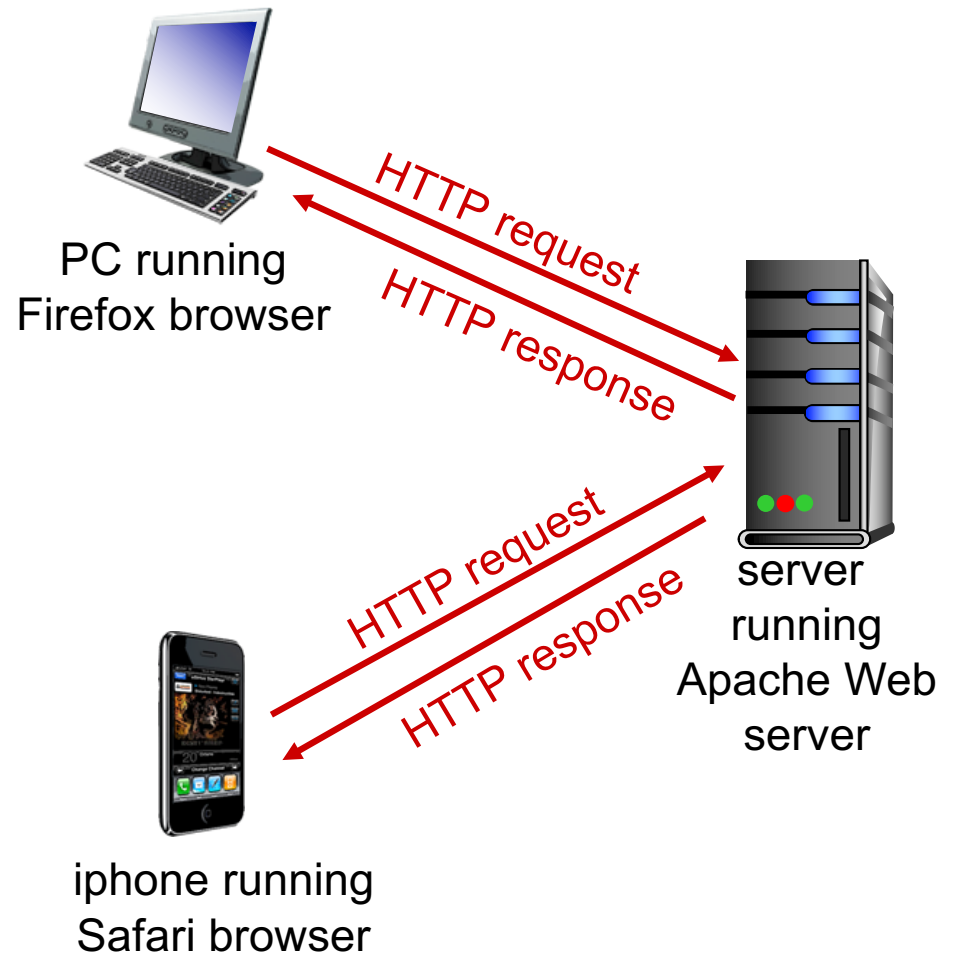 HTTP request
HTTP response
PC running
Firefox browser
HTTP request
HTTP response
server
running
Apache Web
server
iphone running
Safari browser